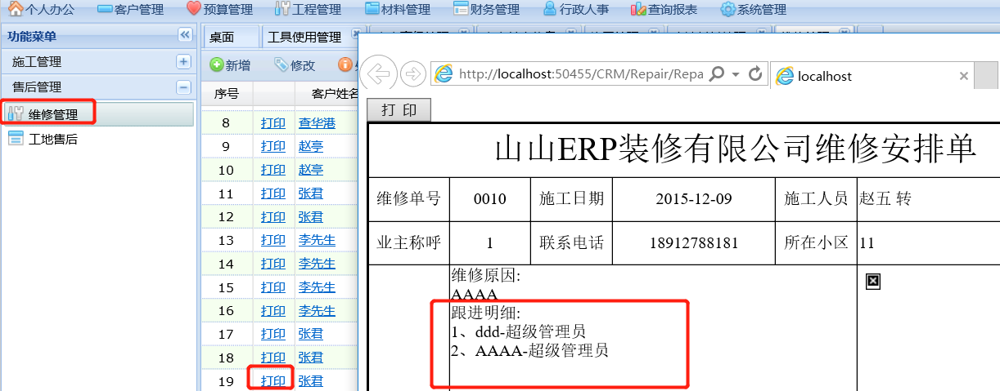 个人办公 客户管理 预算管理 工程管理 材料管理 财务管理 行政人事 查询报表 系统管理
功能菜单
施工管理
售后管理
维修管理
工地售后
桌面 工具使用管理
新增 修改
序号 客户姓名
8 打印 查华港
9 打印 赵亭
10 打印 赵亭
11 打印 张君
12 打印 张君
13 打印 李先生
14 打印 李先生
15 打印 李先生
16 打印 李先生
17 打印 张君
18 打印 张君
19 打印 张君
http://localhost:50455/CRM/Repair/Repa localhost
打 印
山山ERP装修有限公司维修安排单
维修单号 0010 施工日期 2015-12-09 施工人员 赵五 转
业主称呼 1 联系电话 18912788181 所在小区 11
维修原因:
AAAA
跟进明细:
1、ddd-超级管理员
2、AAAA-超级管理员